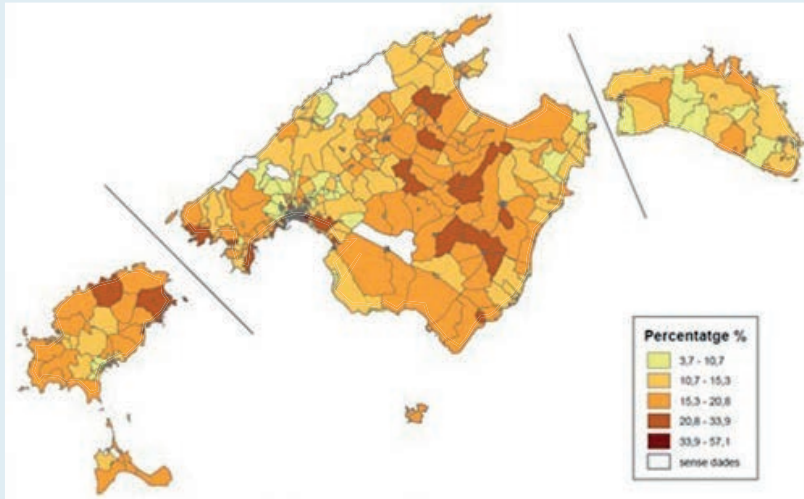 Percentatge %
3,7 - 10,7
10,7 - 15,3
15,3 - 20,8
20,8 - 33,9
33,9 - 57,1
sense dades